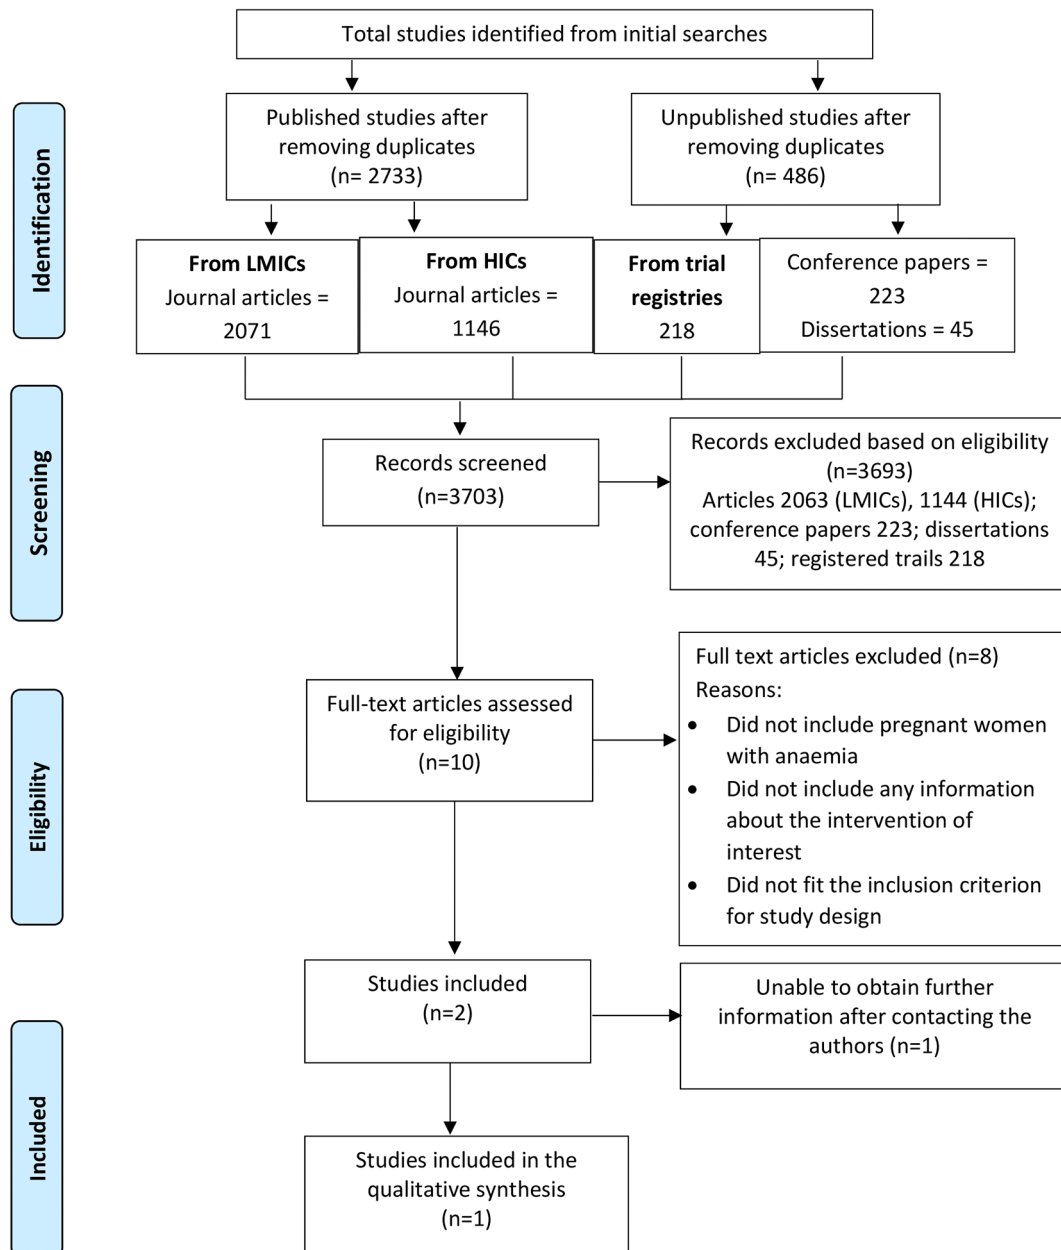 Total studies identified from initial searches
Identification
Published studies after
removing duplicates
(n= 2733)
Unpublished studies after
removing duplicates
(n= 486)
From LMICs
Journal articles =
2071
From HICs
Journal articles =
1146
From trial
registries
218
Conference papers =
223
Dissertations = 45
Screening
Records screened
(n=3703)
Records excluded based on eligibility
(n=3693)
Articles 2063 (LMICs), 1144 (HICs);
conference papers 223; dissertations
45; registered trails 218
Eligibility
Full-text articles assessed
for eligibility
(n=10)
Full text articles excluded (n=8)
Reasons:
• Did not include pregnant women
with anaemia
• Did not include any information
about the intervention of
interest
• Did not fit the inclusion criterion
for study design
Included
Studies included
(n=2)
Unable to obtain further
information after contacting the
authors (n=1)
Studies included in the
qualitative synthesis
(n=1)